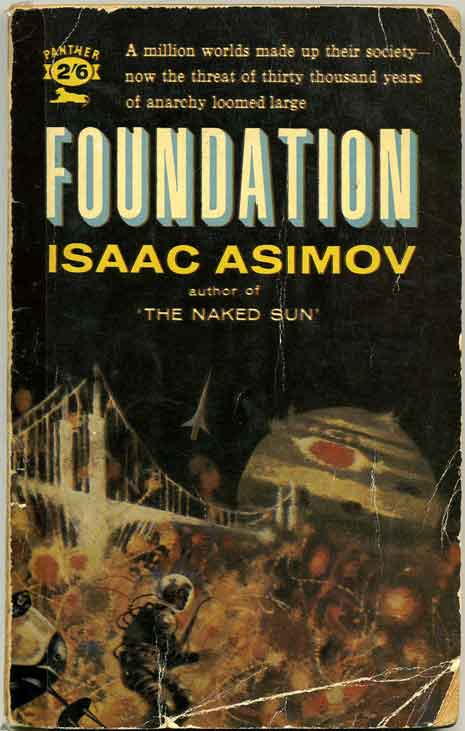 PANTHER
2/6
A million worlds made up their society—
now the threat of thirty thousand years
of anarchy loomed large
FOUNDATION
ISAAC ASIMOV
author of
'THE NAKED SUN'